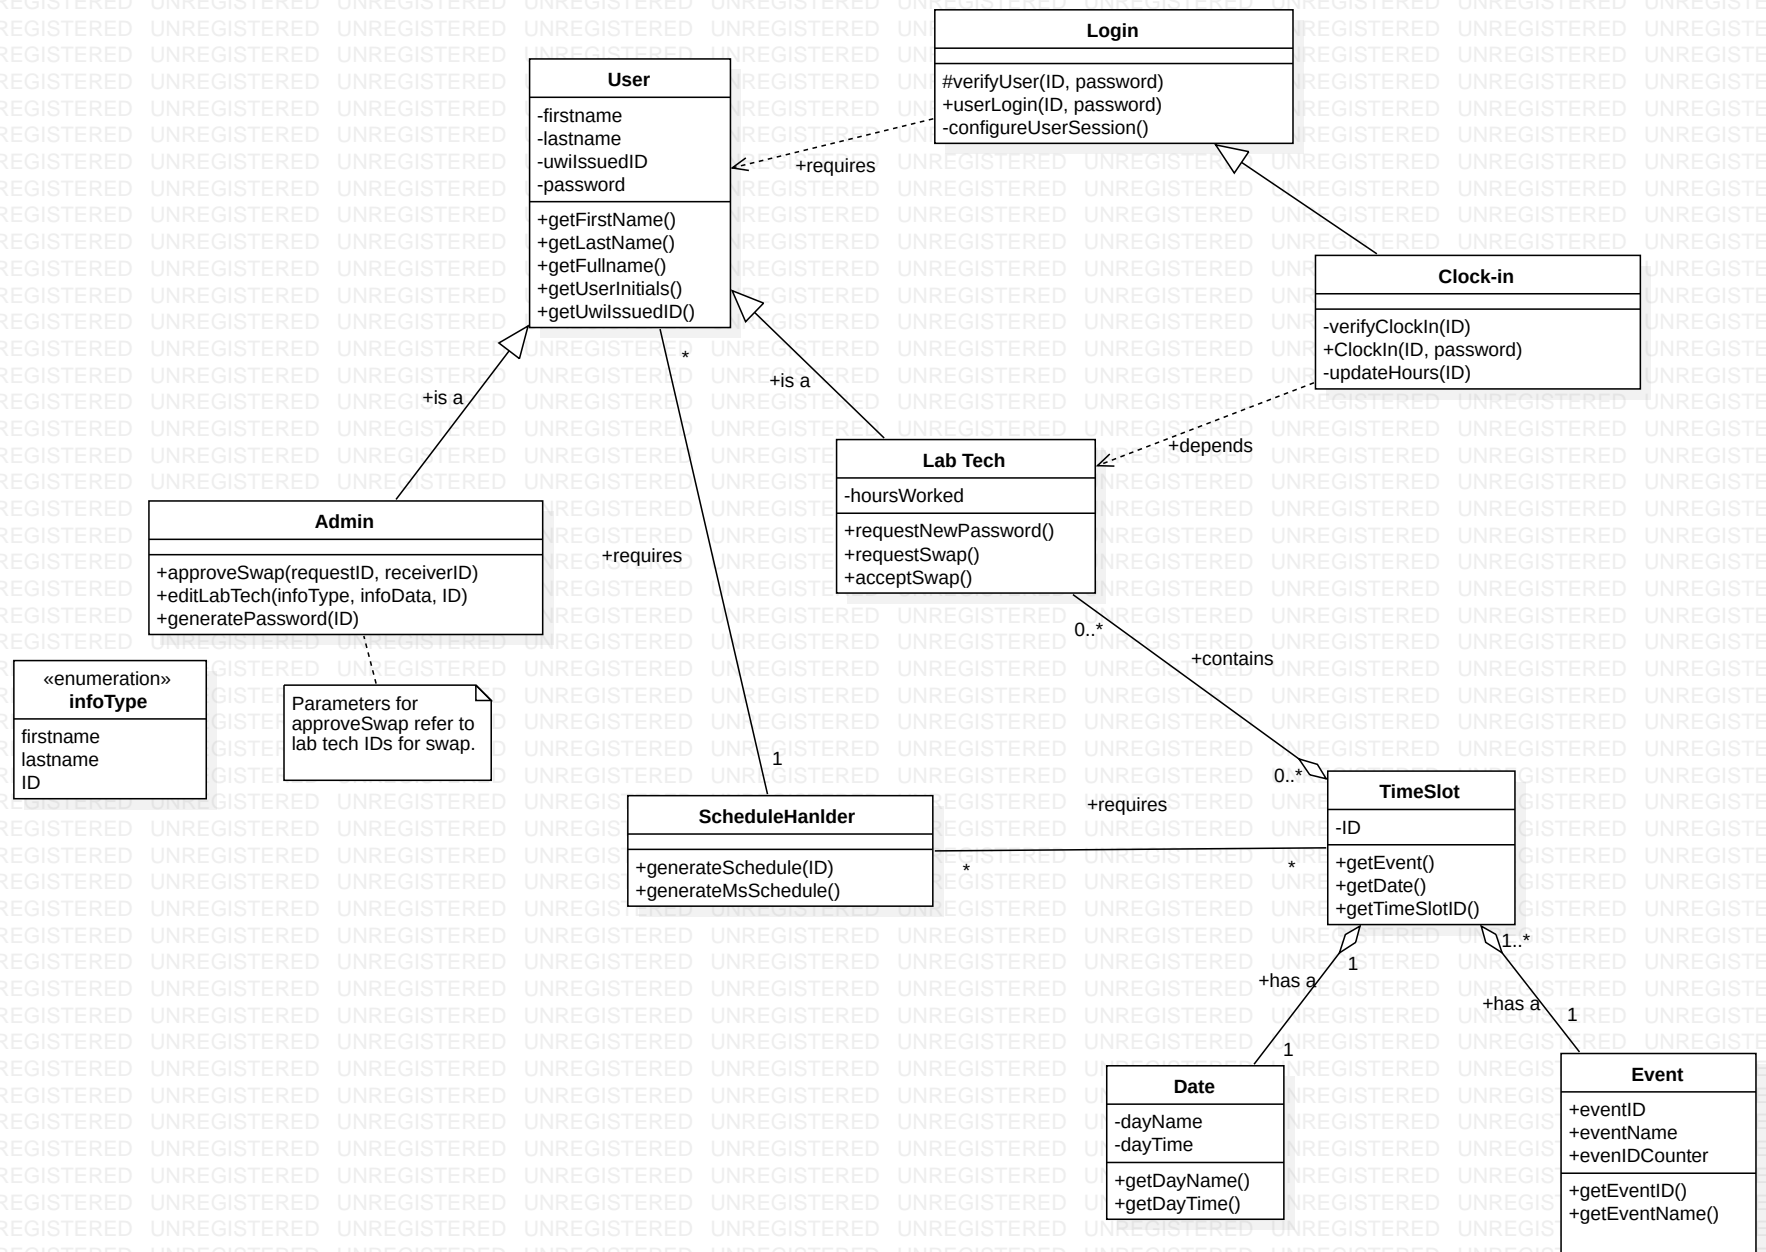 Login
#verifyUser(ID, password)
+userLogin(ID, password)
-configureUserSession()
User
-firstname
-lastname
-uwiIssuedID
-password
+getFirstName()
+getLastName()
+getFullname()
+getUserInitials()
+getUwiIssuedID()
+requires
Clock-in
-verifyClockIn(ID)
+ClockIn(ID, password)
-updateHours(ID)
*
+is a
+is a
+depends
Lab Tech
-hoursWorked
+requestNewPassword()
+requestSwap()
+acceptSwap()
Admin
+approveSwap(requestID, receiverID)
+editLabTech(infoType, infoData, ID)
+generatePassword(ID)
+requires
0..*
+contains
«enumeration»
infoType
firstname
lastname
ID
Parameters for
approveSwap refer to
lab tech IDs for swap.
1
0..*
ScheduleHanlder
+generateSchedule(ID)
+generateMsSchedule()
+requires
*
*
TimeSlot
-ID
+getEvent()
+getDate()
+getTimeSlotID()
1
+has a
1
1..*
+has a
1
Date
-dayName
-dayTime
+getDayName()
+getDayTime()
Event
+eventID
+eventName
+evenIDCounter
+getEventID()
+getEventName()
UNREGISTERED